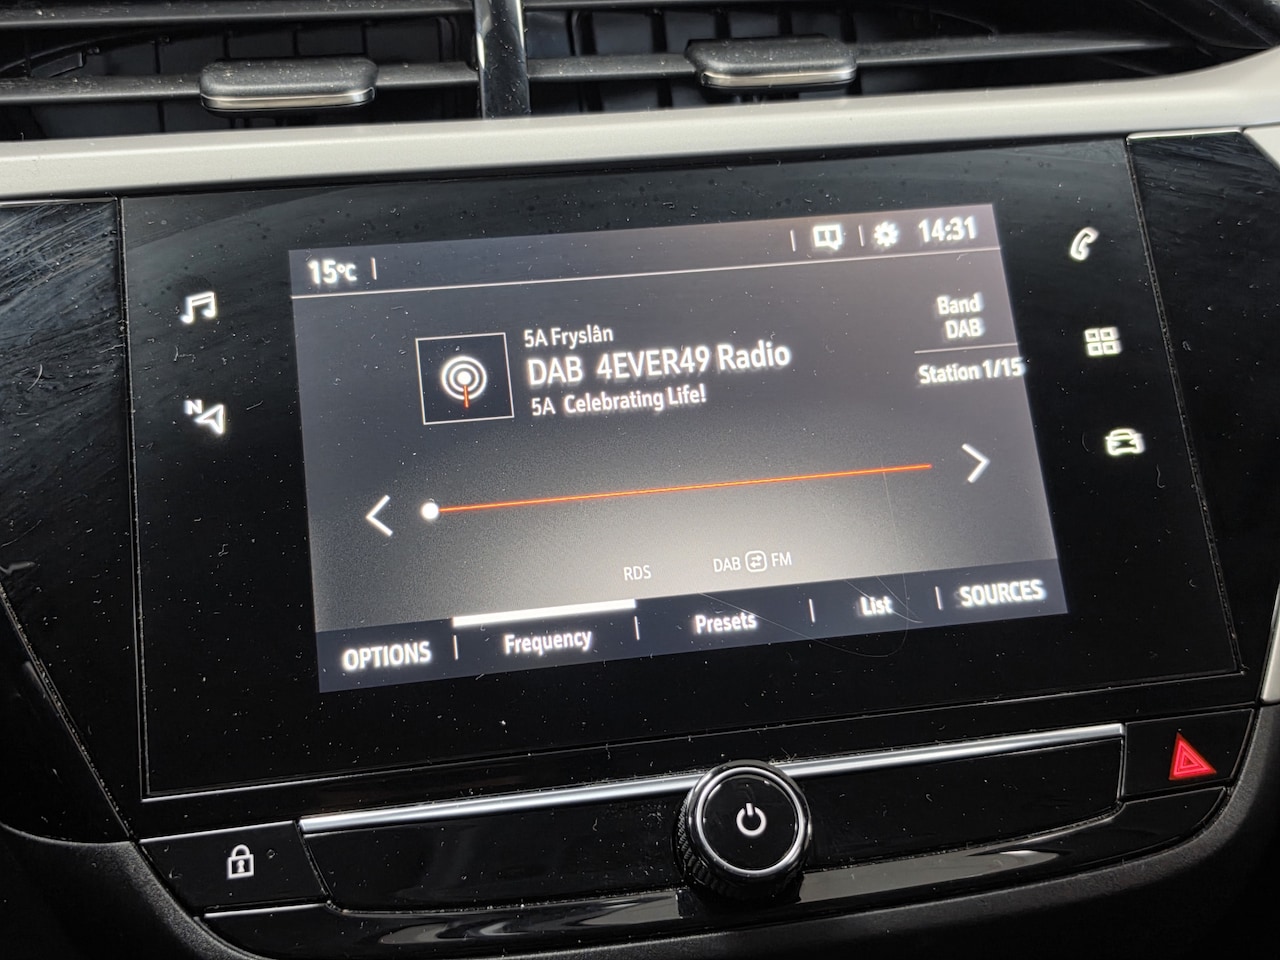 15°C
14:31
5A Fryslân
DAB 4EVER49 Radio
5A Celebrating Life!
Band
DAB
Station 1/15
N
RDS
DAB FM
OPTIONS
Frequency
Presets
List
SOURCES